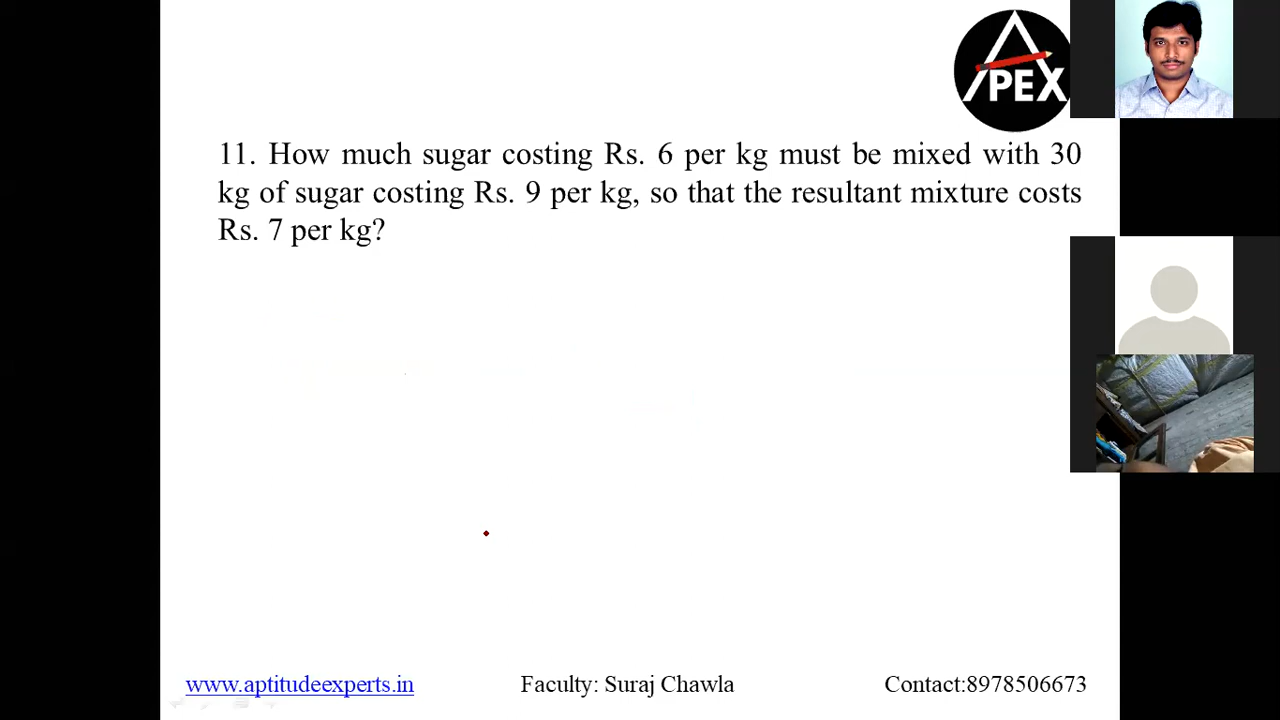 PEX
11. How much sugar costing Rs. 6 per kg must be mixed with 30
kg of sugar costing Rs. 9 per kg, so that the resultant mixture costs
Rs. 7 per kg?
www.aptitudeexperts.in Faculty: Suraj Chawla Contact:8978506673